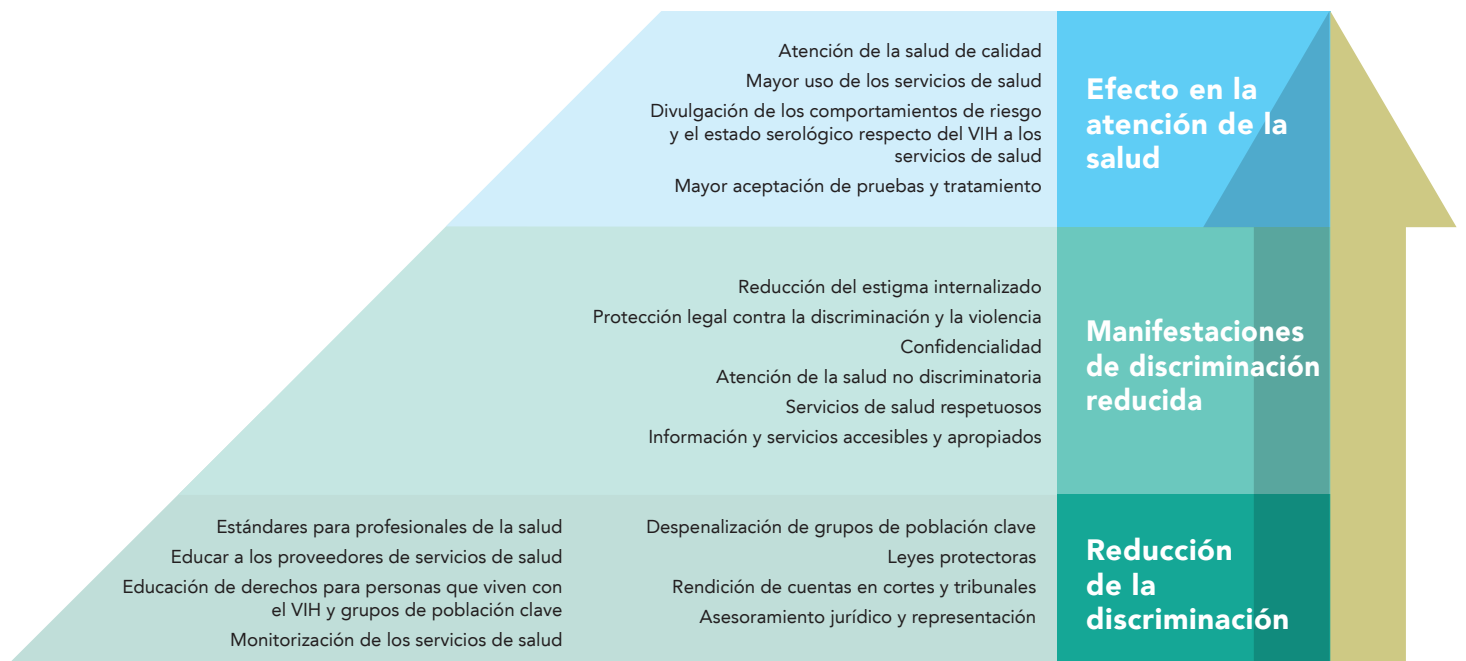 Atención de la salud de calidad
Mayor uso de los servicios de salud
Divulgación de los comportamientos de riesgo
y el estado serológico respecto del VIH a los
servicios de salud
Mayor aceptación de pruebas y tratamiento
Efecto en la
atención de la
salud
Reducción del estigma internalizado
Protección legal contra la discriminación y la violencia
Confidencialidad
Atención de la salud no discriminatoria
Servicios de salud respetuosos
Información y servicios accesibles y apropiados
Manifestaciones
de discriminación
reducida
Estándares para profesionales de la salud
Educar a los proveedores de servicios de salud
Educación de derechos para personas que viven con
el VIH y grupos de población clave
Monitorización de los servicios de salud
Despenalización de grupos de población clave
Leyes protectoras
Rendición de cuentas en cortes y tribunales
Asesoramiento jurídico y representación
Reducción
de la
discriminación